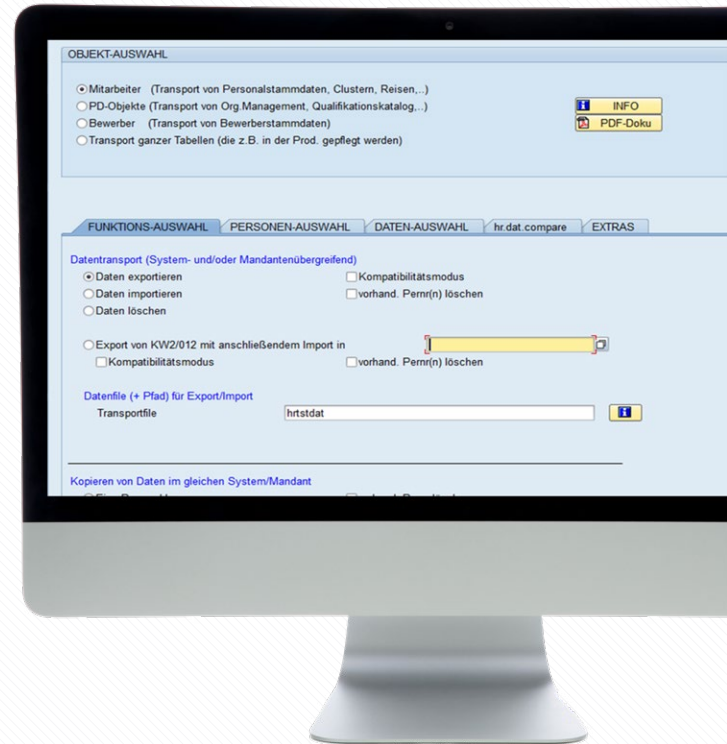 OBJEKT-AUSWAHL
Mitarbeiter (Transport von Personalstammdaten, Clustern, Reisen,..)
PD-Objekte (Transport von Org.Management, Qualifikationskatalog,..)
INFO
Bewerber (Transport von Bewerberstammdaten)
PDF-Doku
Transport ganzer Tabellen (die z.B. in der Prod. gepflegt werden)
FUNKTIONS-AUSWAHL PERSONEN-AUSWAHL DATEN-AUSWAHL hr.dat.compare EXTRAS
Datentransport (System- und/oder Mandantenübergreifend)
Daten exportieren Kompatibilitätsmodus
Daten importieren vorhand. Pernr(n) löschen
Daten löschen
Export von KW2/012 mit anschließendem Import in
Kompatibilitätsmodus vorhand. Pernr(n) löschen
Datenfile (+ Pfad) für Export/Import
Transportfile hrtstdat
Kopieren von Daten im gleichen System/Mandant